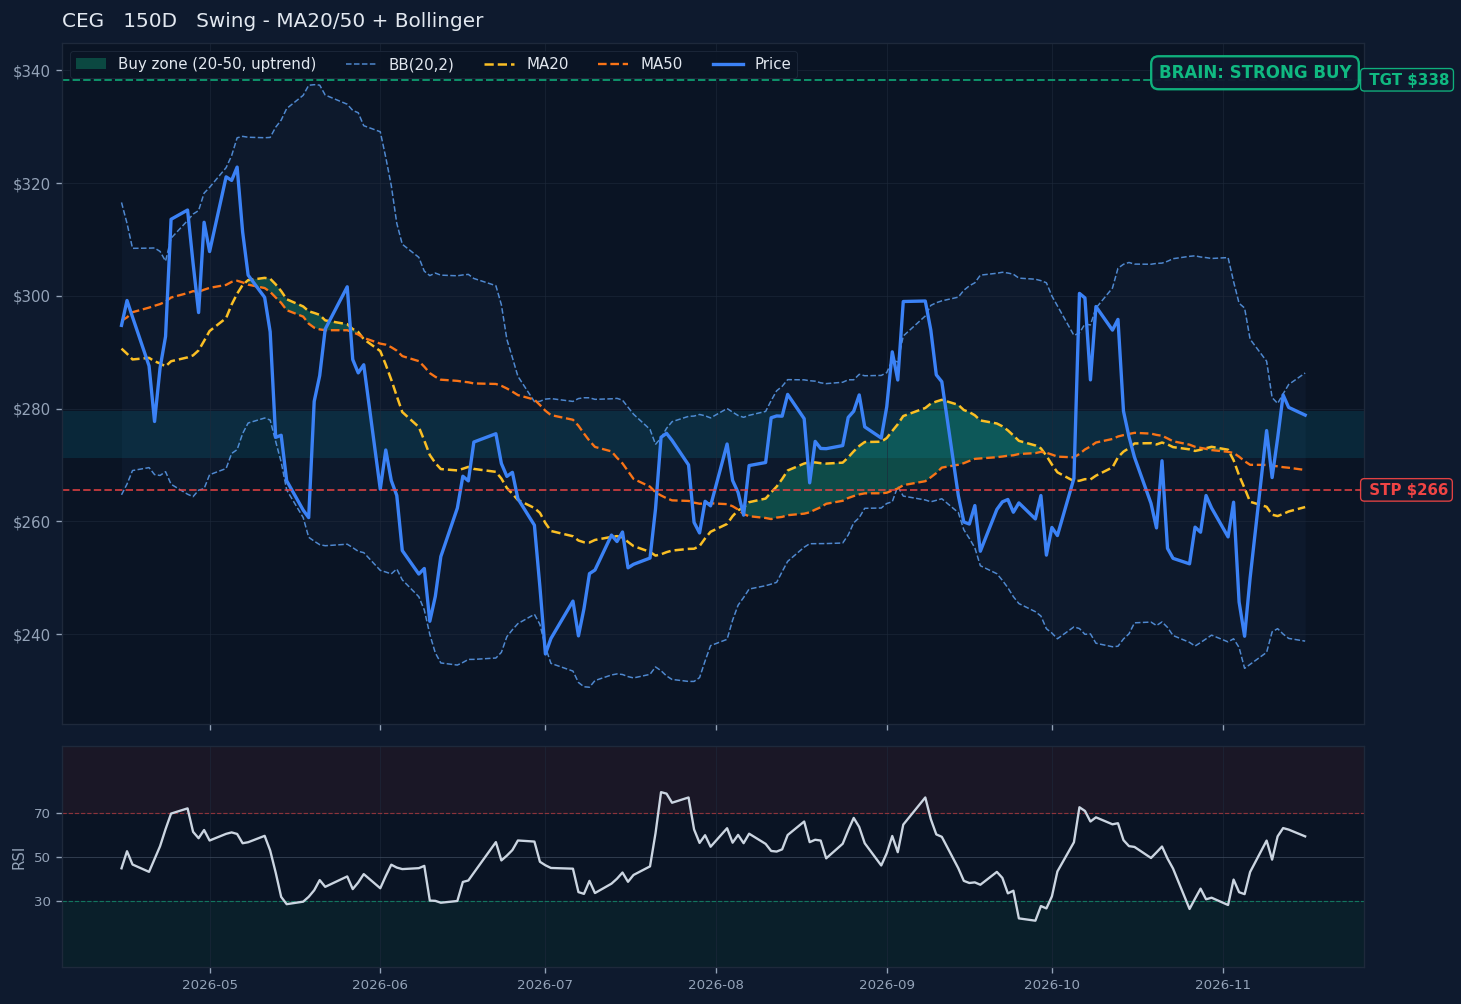 CEG   150D   Swing - MA20/50 + Bollinger
Buy zone (20-50, uptrend)   BB(20,2)   MA20   MA50   Price
BRAIN: STRONG BUY
TGT $338
$340
$320
$300
$280
$260
$240
STP $266
RSI
70
50
30
2026-05   2026-06   2026-07   2026-08   2026-09   2026-10   2026-11